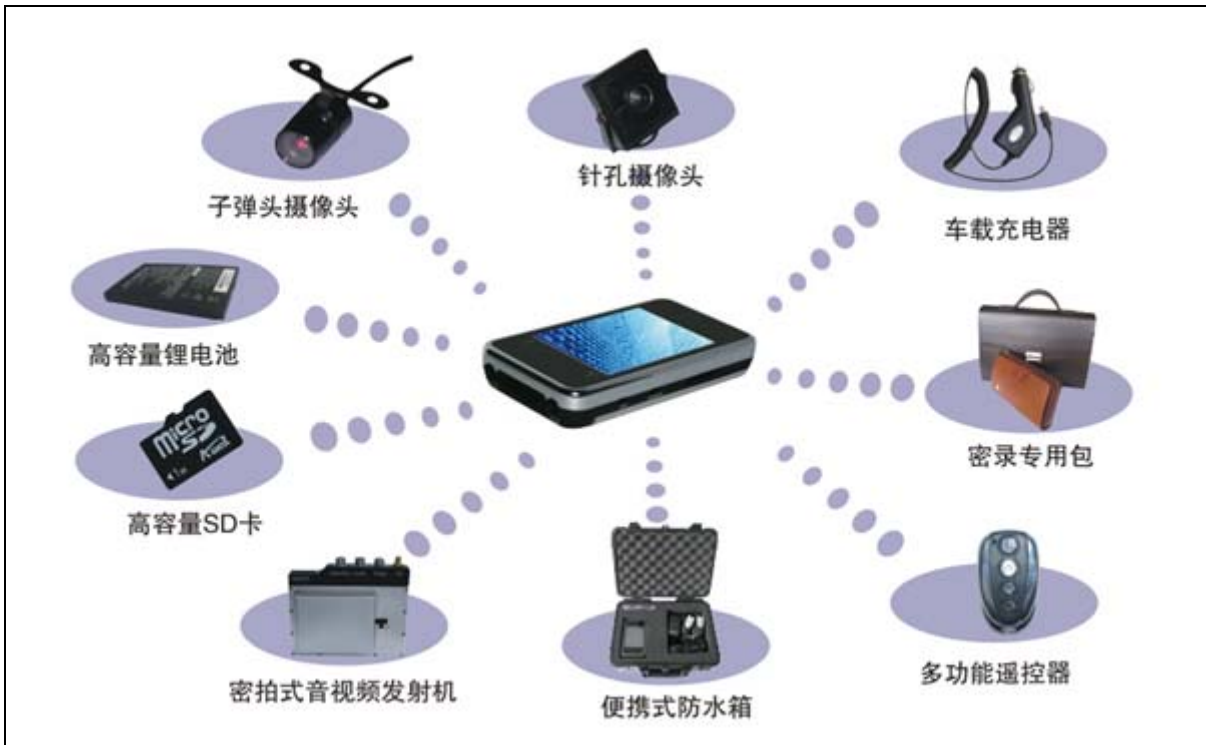 子弹头摄像头
针孔摄像头
车载充电器
高容量锂电池
密录专用包
micro
SD
高容量SD卡
密拍式音视频发射机
便携式防水箱
多功能遥控器